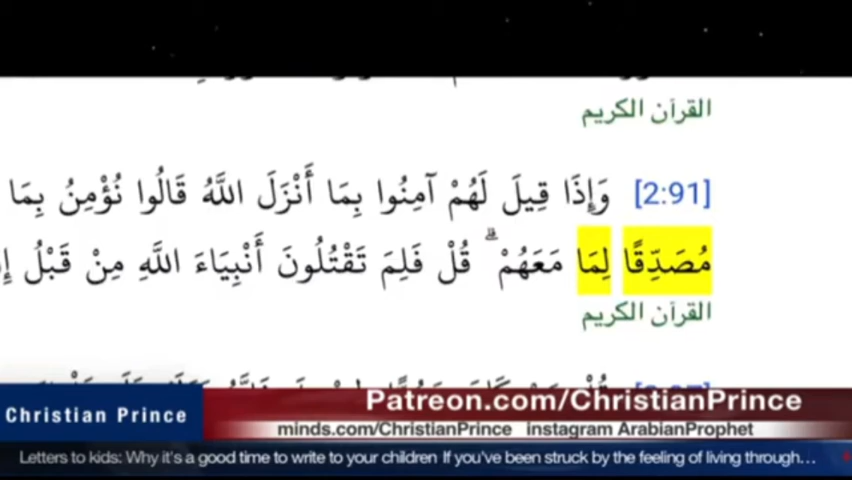 القرآن الكريم
[2:91] وَإِذَا قِيلَ لَهُمْ آمِنُوا بِمَا أَنْزَلَ اللَّهُ قَالُوا نُؤْمِنُ بِمَا
مُصَدِّقًا لِمَا مَعَهُمْ ۗ قُلْ فَلِمَ تَقْتُلُونَ أَنْبِيَاءَ اللَّهِ مِنْ قَبْلُ
القرآن الكريم
Patreon.com/ChristianPrince
Christian Prince
minds.com/ChristianPrince instagram ArabianProphet
Letters to kids: Why it's a good time to write to your children If you've been struck by the feeling of living through...